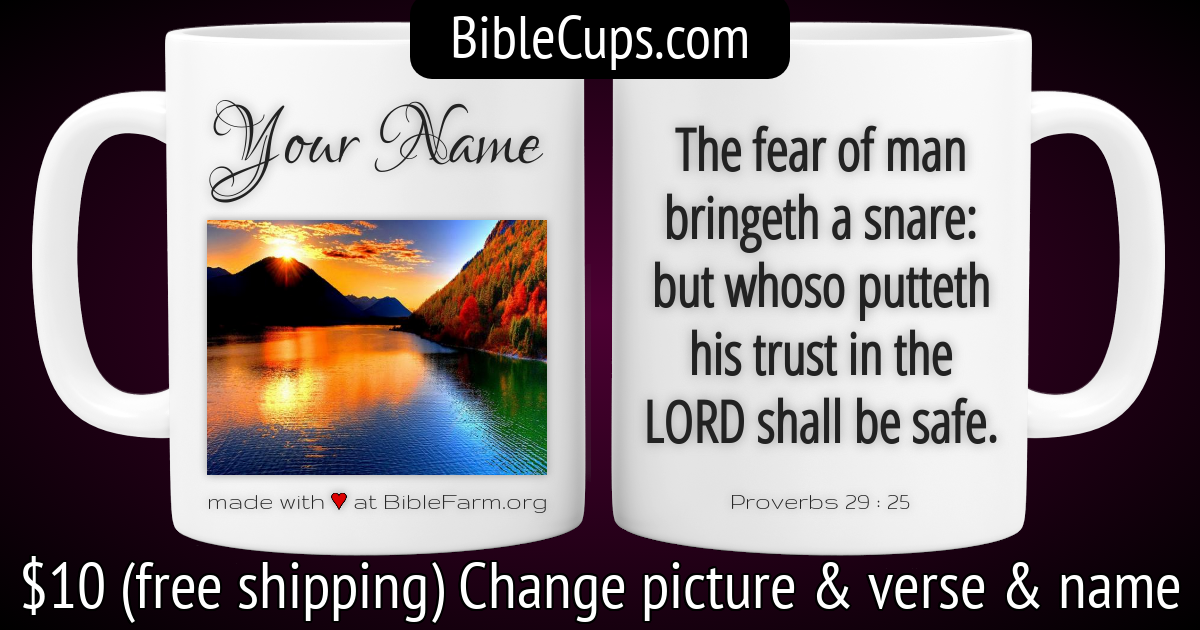 BibleCups.com
Your Name
made with ♥ at BibleFarm.org
The fear of man
bringeth a snare:
but whoso putteth
his trust in the
LORD shall be safe.
Proverbs 29 : 25
$10 (free shipping) Change picture & verse & name